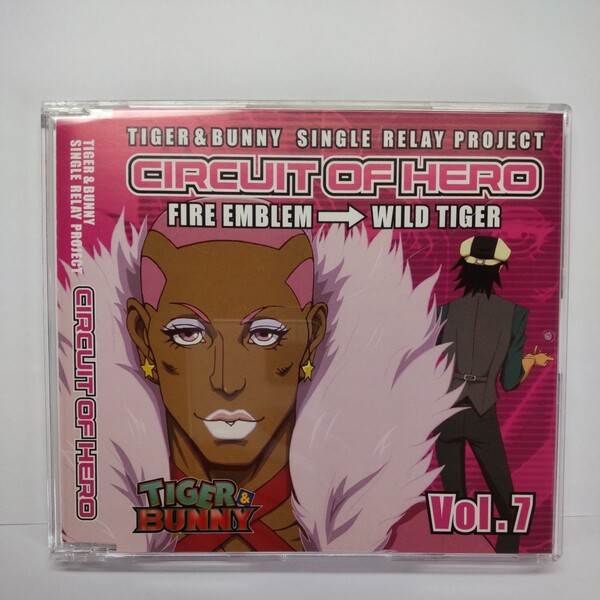 TIGER & BUNNY
SINGLE RELAY PROJECT
CIRCUIT OF HERO
TIGER&BUNNY SINGLE RELAY PROJECT
CIRCUIT OF HERO
FIRE EMBLEM → WILD TIGER
TIGER &
BUNNY
Vol.7